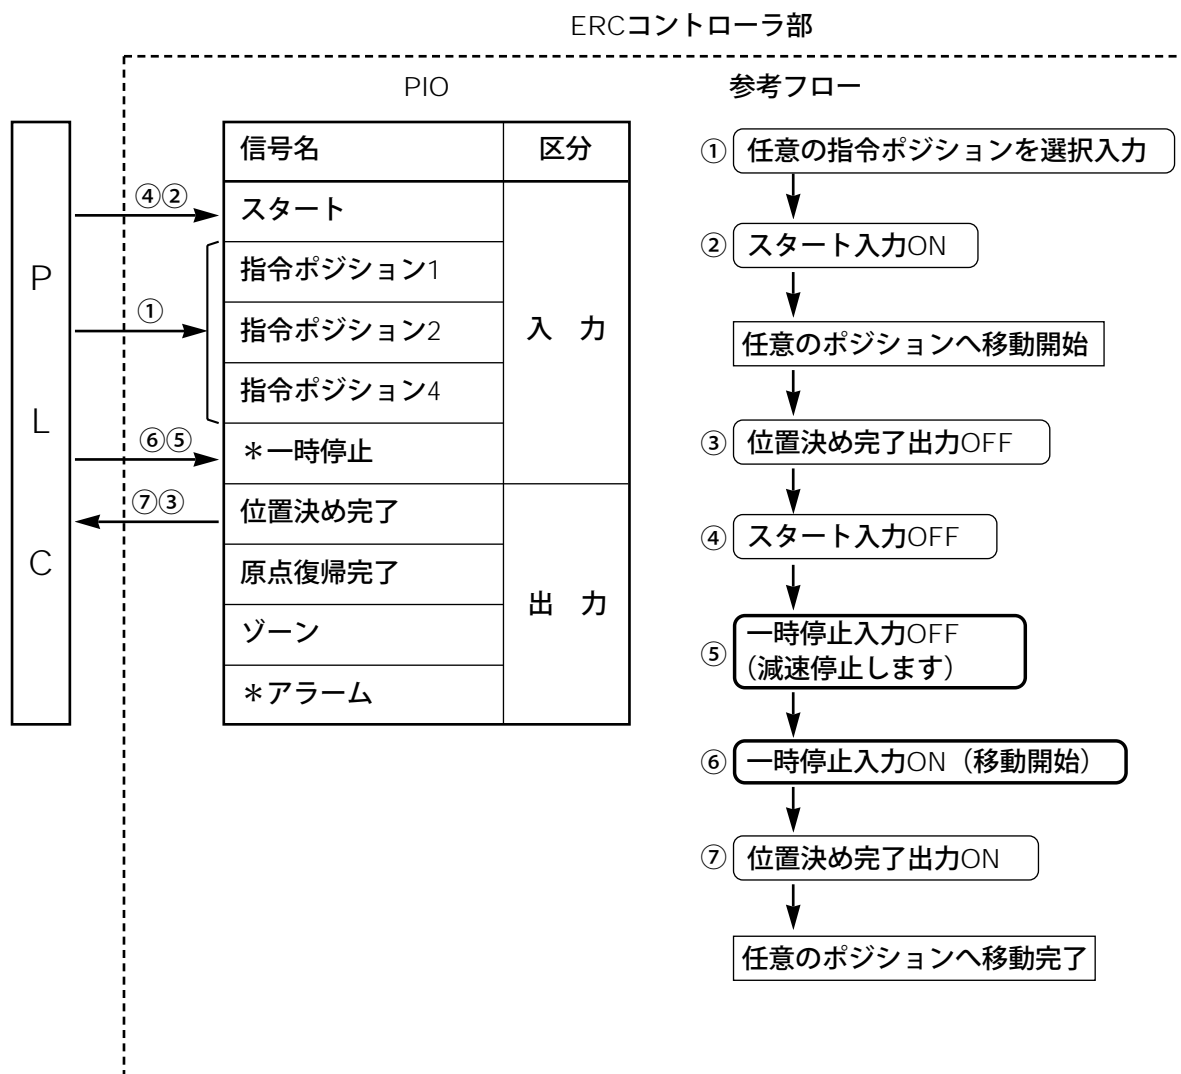 ERCコントローラ部
PIO
参考フロー
P
L
C
④②
①
⑥⑤
⑦③
信号名 区分
スタート
指令ポジション1
指令ポジション2
指令ポジション4
＊一時停止
入 力
位置決め完了
原点復帰完了
ゾーン
＊アラーム
出 力
① 任意の指令ポジションを選択入力
② スタート入力ON
任意のポジションへ移動開始
③ 位置決め完了出力OFF
④ スタート入力OFF
⑤ 一時停止入力OFF
（減速停止します）
⑥ 一時停止入力ON（移動開始）
⑦ 位置決め完了出力ON
任意のポジションへ移動完了